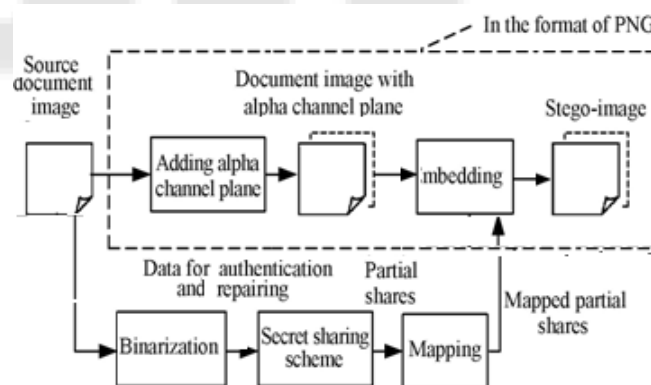 In the format of PNG
Source
document
image
Document image with
alpha channel plane
Stego-image
Adding alpha
channel plane
Embedding
Data for authentication
and repairing
Partial
shares
Mapped partial
shares
Binarization
Secret sharing
scheme
Mapping